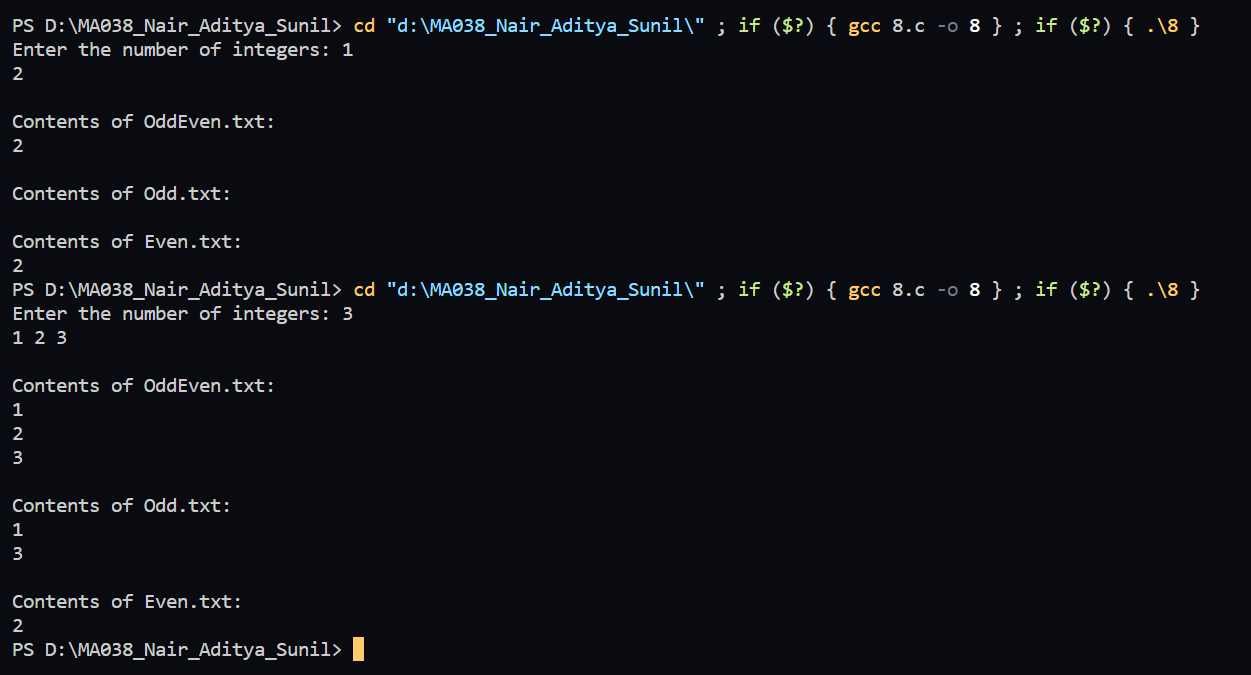 PS D:\MA038_Nair_Aditya_Sunil> cd "d:\MA038_Nair_Aditya_Sunil\" ; if ($?) { gcc 8.c -o 8 } ; if ($?) { .\8 }
Enter the number of integers: 1
2
Contents of OddEven.txt:
2
Contents of Odd.txt:
Contents of Even.txt:
2
PS D:\MA038_Nair_Aditya_Sunil> cd "d:\MA038_Nair_Aditya_Sunil\" ; if ($?) { gcc 8.c -o 8 } ; if ($?) { .\8 }
Enter the number of integers: 3
1 2 3
Contents of OddEven.txt:
1
2
3
Contents of Odd.txt:
1
3
Contents of Even.txt:
2
PS D:\MA038_Nair_Aditya_Sunil>